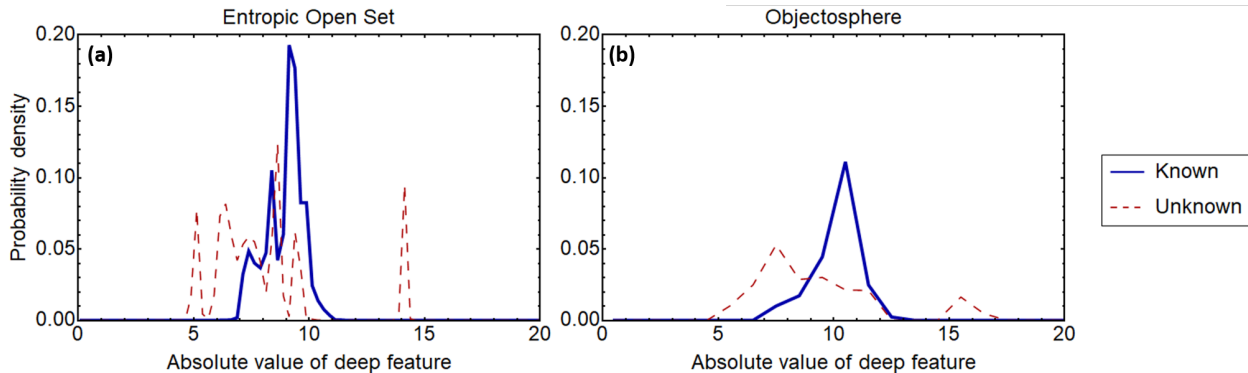 Entropic Open Set
Objectosphere
(a)
(b)
0.20
0.15
0.10
0.05
0.00
0.20
0.15
0.10
0.05
0.00
Probability density
0 5 10 15 20
0 5 10 15 20
Absolute value of deep feature
Absolute value of deep feature
Known
Unknown